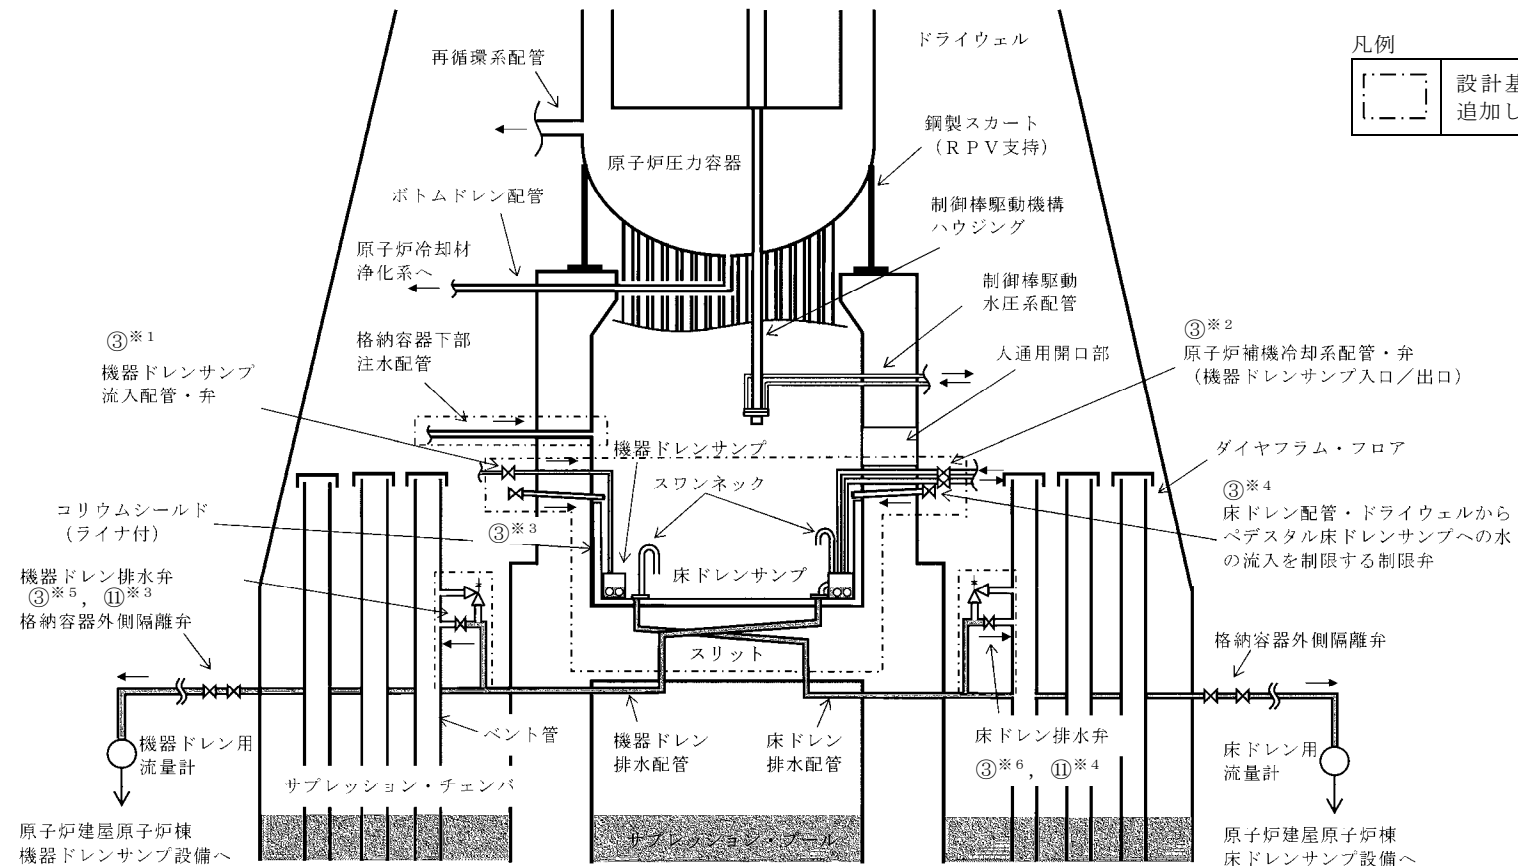 再循環系配管
ドライウェル
凡例
設計基
追加し
原子炉圧力容器
鋼製スカート
（ＲＰＶ支持）
ボトムドレン配管
制御棒駆動機構
ハウジング
原子炉冷却材
浄化系へ
制御棒駆動
水圧系配管
③※1
機器ドレンサンプ
流入配管・弁
格納容器下部
注水配管
人通用開口部
③※2
原子炉補機冷却系配管・弁
（機器ドレンサンプ入口／出口）
機器ドレンサンプ
ダイヤフラム・フロア
スワンネック
③※4
床ドレン配管・ドライウェルから
ペデスタル床ドレンサンプへの水
の流入を制限する制限弁
コリウムシールド
（ライナ付）
③※3
床ドレンサンプ
機器ドレン排水弁
③※5， ⑪※3
格納容器外側隔離弁
スリット
格納容器外側隔離弁
ベント管
機器ドレン
排水配管
床ドレン
排水配管
床ドレン排水弁
③※6， ⑪※4
機器ドレン用
流量計
床ドレン用
流量計
サプレッション・チェンバ
サプレッション・プール
原子炉建屋原子炉棟
機器ドレンサンプ設備へ
原子炉建屋原子炉棟
床ドレンサンプ設備へ